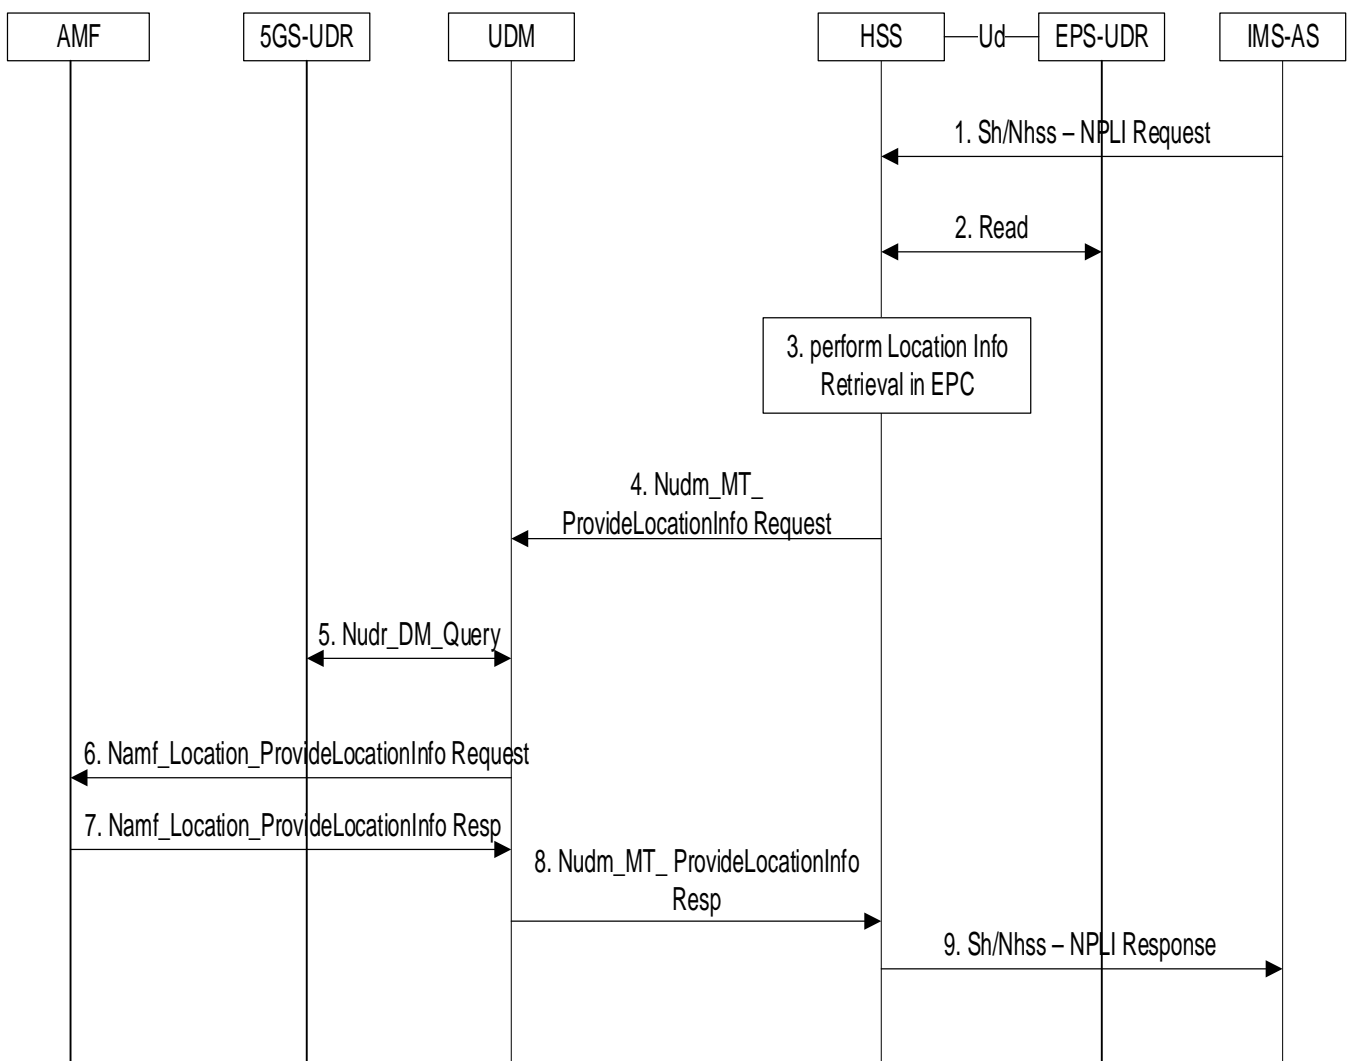 AMF
5GS-UDR
UDM
HSS
Ud
EPS-UDR
IMS-AS
1. Sh/Nhss – NPLI Request
2. Read
3. perform Location Info
Retrieval in EPC
4. Nudm_MT_
ProvideLocationInfo Request
5. Nudr_DM_Query
6. Namf_Location_ProvideLocationInfo Request
7. Namf_Location_ProvideLocationInfo Resp
8. Nudm_MT_ ProvideLocationInfo
Resp
9. Sh/Nhss – NPLI Response